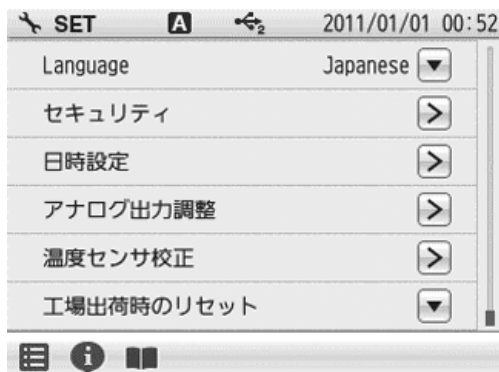 SET A 2 2011/01/01 00:52
Language Japanese
セキュリティ
日時設定
アナログ出力調整
温度センサ校正
工場出荷時のリセット